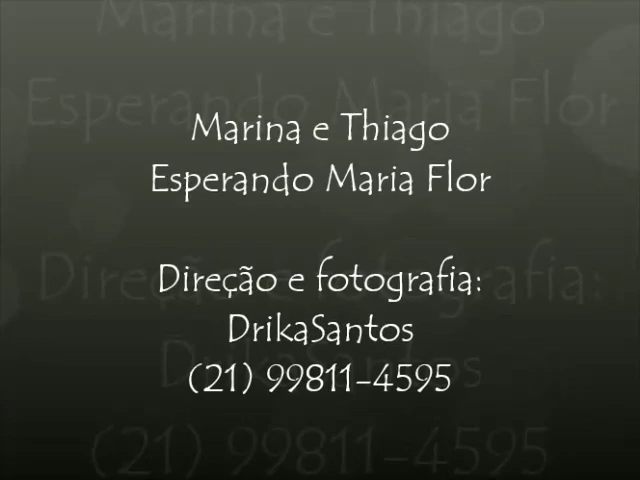 Marina e Thiago
Esperando Maria Flor
Direção e fotografia:
DrikaSantos
(21) 99811-4595